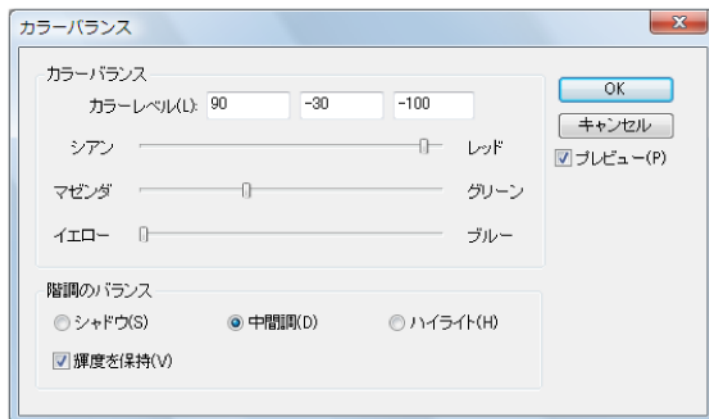 カラーバランス
カラーバランス
カラーレベル(L): 90 -30 -100
シアン レッド
マゼンダ グリーン
イエロー ブルー
階調のバランス
シャドウ(S) 中間調(D) ハイライト(H)
輝度を保持(V)
OK
キャンセル
プレビュー(P)